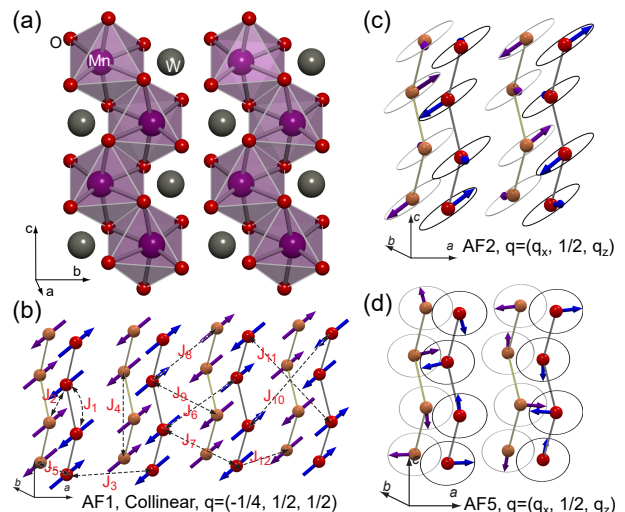 (a)
O
Mn
W
c
b
a
(b)
J8
J11
J2
J1
J4
J9
J6
J10
J7
J5
J12
J3
b
a
AF1, Collinear, q=(-1/4, 1/2, 1/2)
(c)
c
b
a
AF2, q=(qx, 1/2, qz)
(d)
c
b
a
AF5, q=(qx, 1/2, qz)